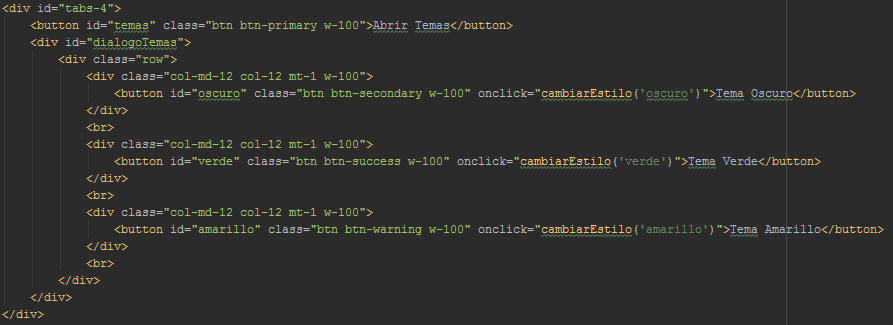 <div id="tabs-4">
<button id="temas" class="btn btn-primary w-100">Abrir Temas</button>
<div id="dialogoTemas">
<div class="row">
<div class="col-md-12 col-12 mt-1 w-100">
<button id="oscuro" class="btn btn-secondary w-100" onclick="cambiarEstilo('oscuro')">Tema Oscuro</button>
</div>
<br>
<div class="col-md-12 col-12 mt-1 w-100">
<button id="verde" class="btn btn-success w-100" onclick="cambiarEstilo('verde')">Tema Verde</button>
</div>
<br>
<div class="col-md-12 col-12 mt-1 w-100">
<button id="amarillo" class="btn btn-warning w-100" onclick="cambiarEstilo('amarillo')">Tema Amarillo</button>
</div>
<br>
</div>
</div>
</div>